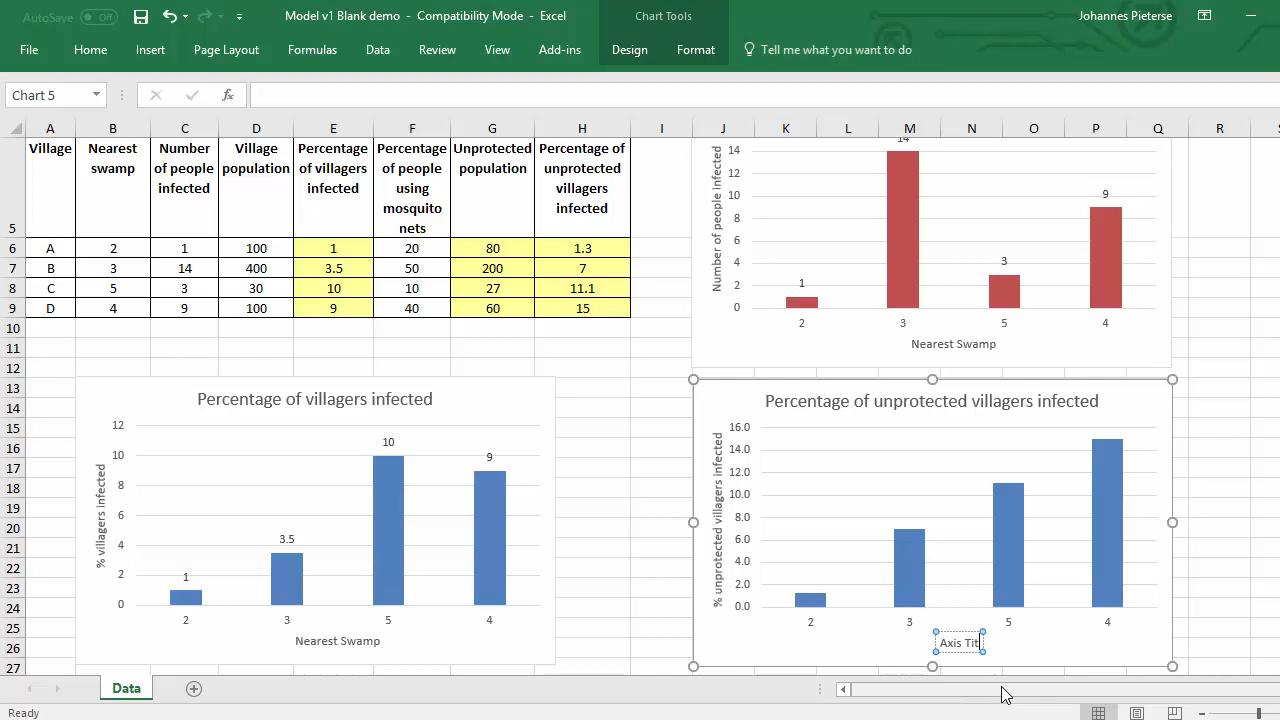 AutoSave Off Model v1 Blank demo - Compatibility Mode - Excel Chart Tools Johannes Pieterse
File Home Insert Page Layout Formulas Data Review View Add-ins Design Format Tell me what you want to do
Chart 5 fx
A B C D E F G H I J K L M N O P Q R
Village Nearest swamp Number of people infected Village population Percentage of villagers infected Percentage of people using mosquito nets Unprotected population Percentage of unprotected villagers infected
5
6 A 2 1 100 1 20 80 1.3
7 B 3 14 400 3.5 50 200 7
8 C 5 3 30 10 10 27 11.1
9 D 4 9 100 9 40 60 15
10
11
12
13
14
15
16
17
18
19
20
21
22
23
24
25
26
27
Number of people infected
14
12
10
8
6
4
2
0
1 14 3 9
2 3 5 4
Nearest Swamp
Percentage of villagers infected
% villagers infected
12
10
8
6
4
2
0
1 3.5 10 9
2 3 5 4
Nearest Swamp
Percentage of unprotected villagers infected
% unprotected villagers infected
16.0
14.0
12.0
10.0
8.0
6.0
4.0
2.0
0.0
2 3 5 4
Axis Tit
Data
Ready